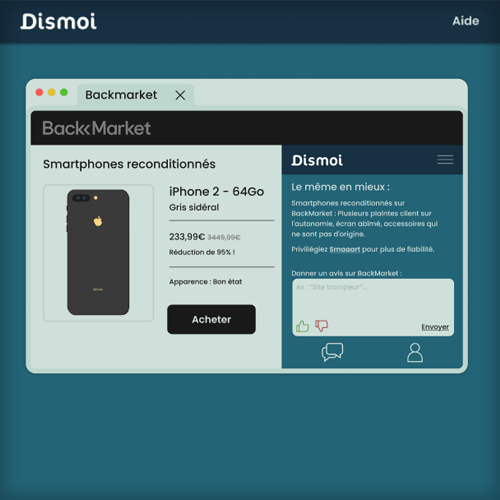 Dismoi
Aide
Backmarket
BackMarket
Smartphones reconditionnés
iPhone 2 - 64Go
Gris sidéral
233,99€ 3449,99€
Réduction de 95% !
Apparence : Bon état
Acheter
Dismoi
Le même en mieux :
Smartphones reconditionnés sur
BackMarket : Plusieurs plaintes client sur
l'autonomie, écran abîmé, accessoires qui
ne sont pas d'origine.
Privilégiez Smaaart pour plus de fiabilité.
Donner un avis sur BackMarket :
es : "Site trompeur"...
Envoyer